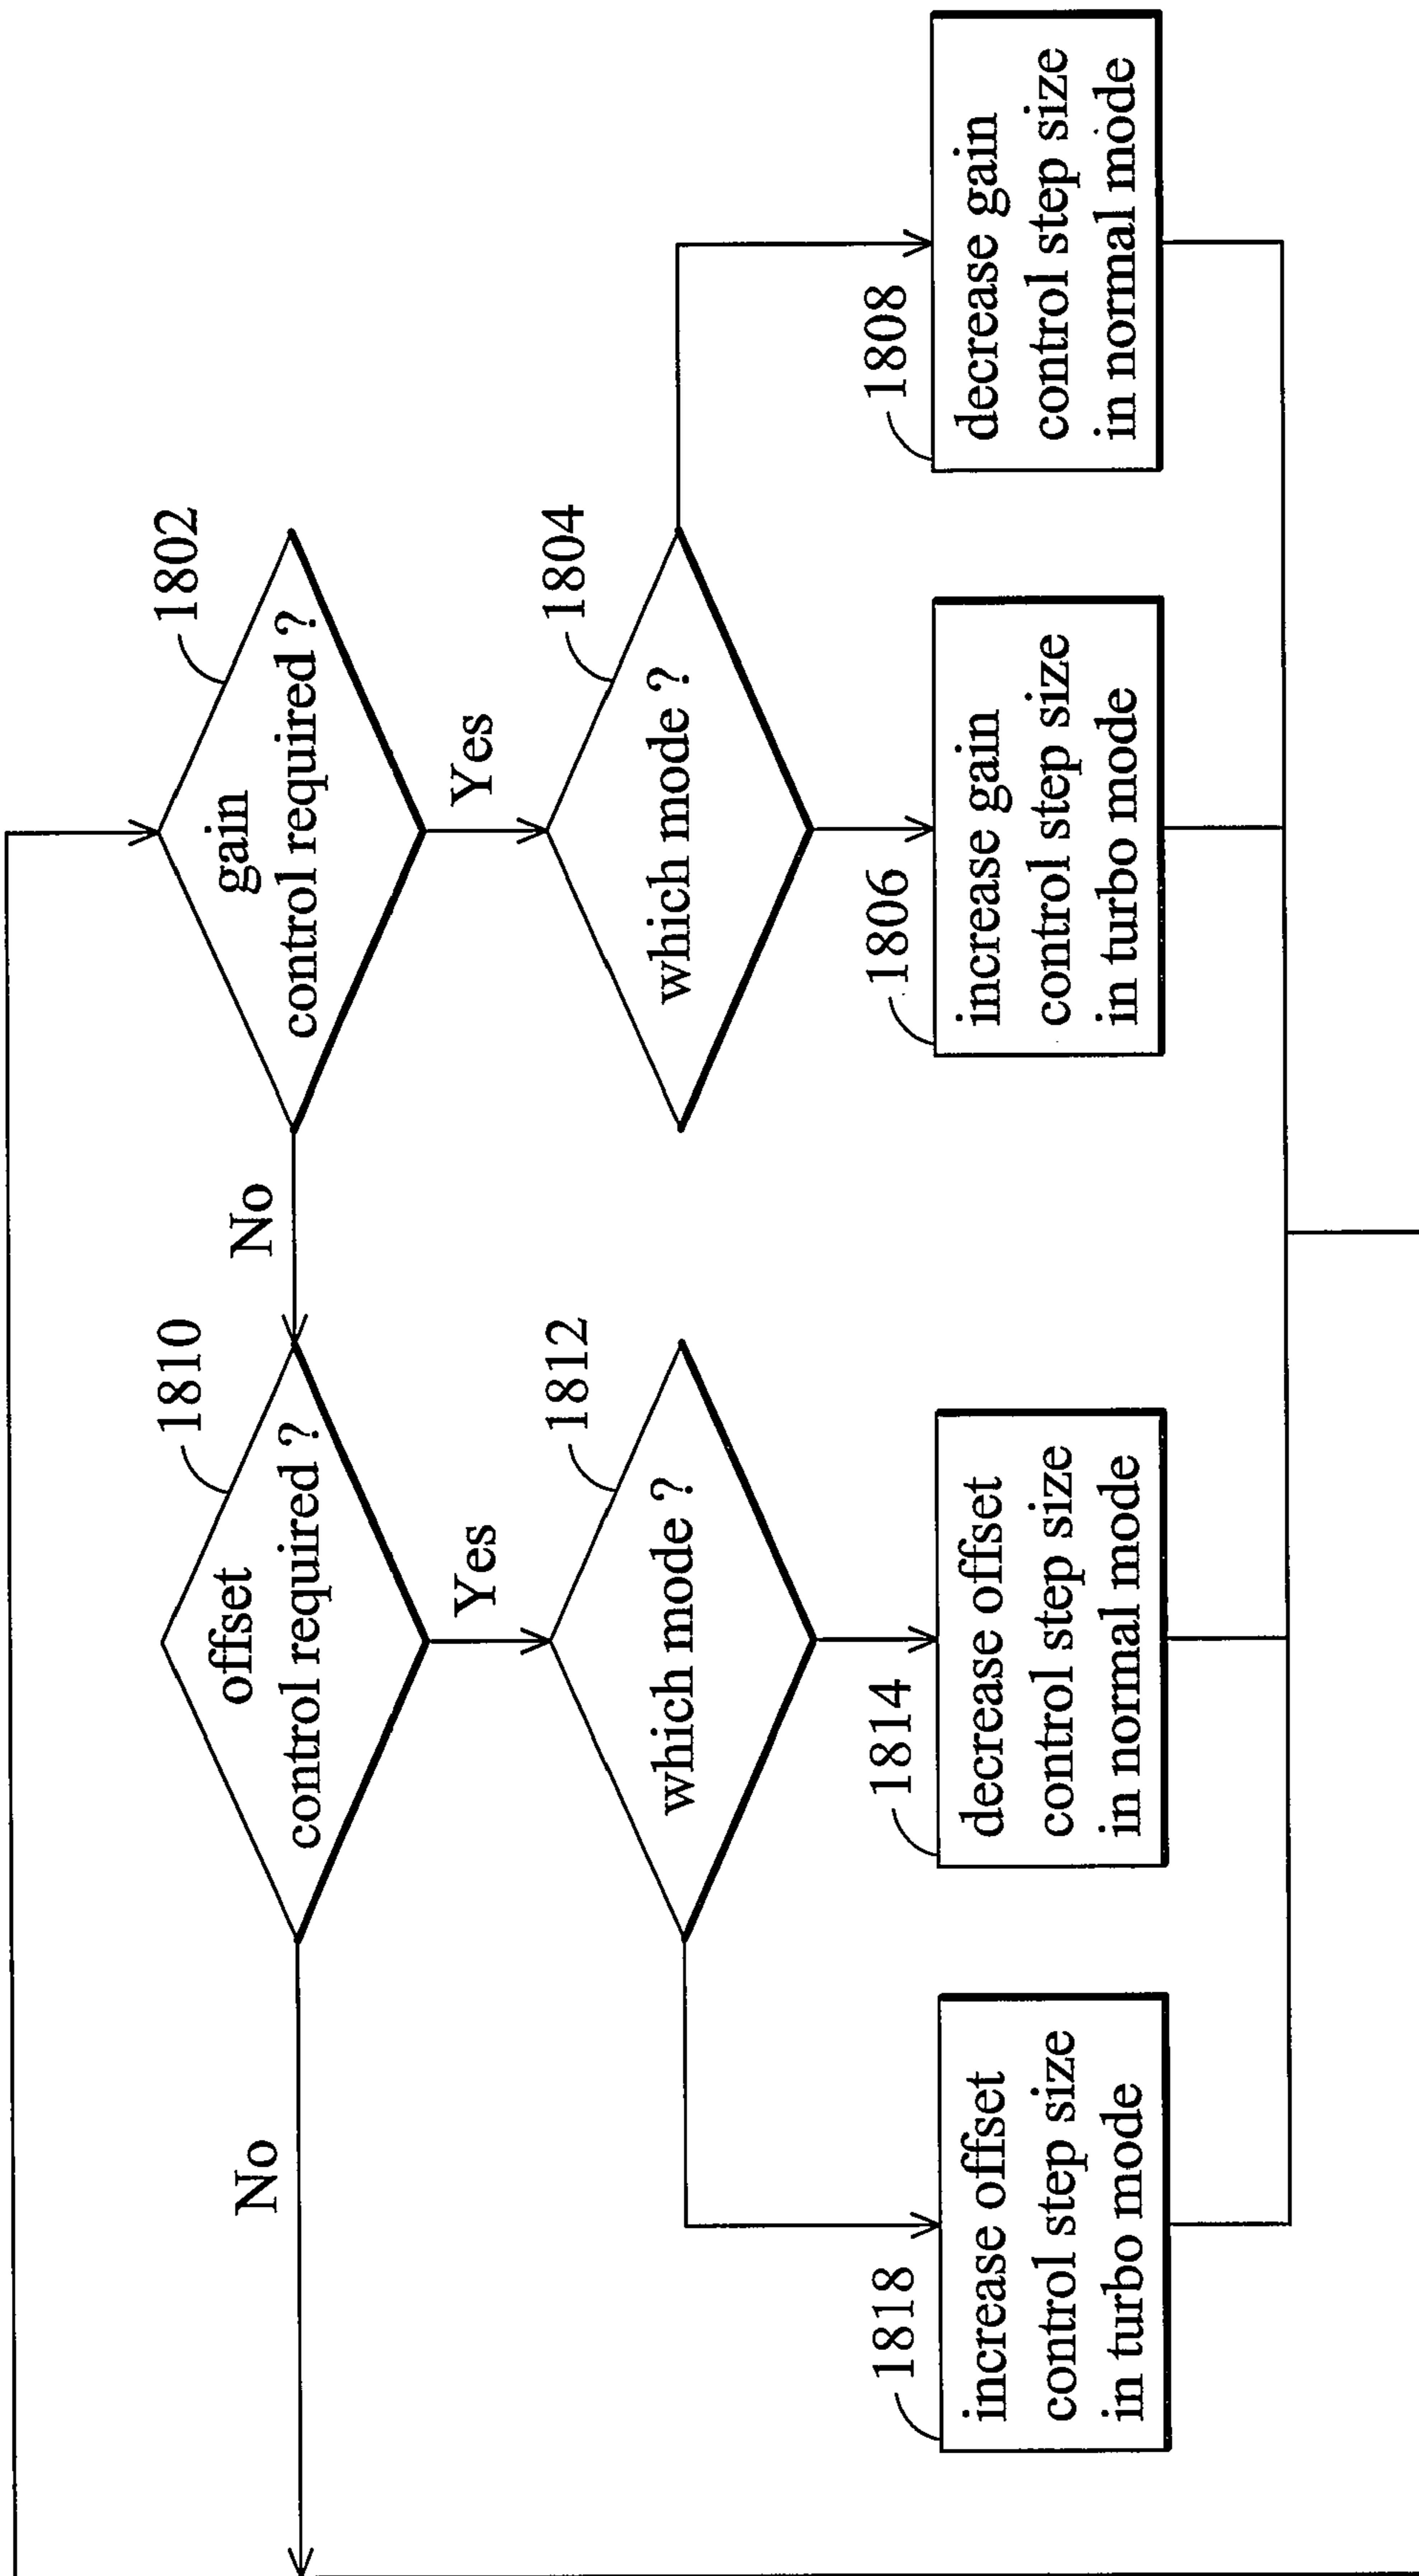 1802
gain
control required ?
Yes
No
1804
which mode ?
1806
increase gain
control step size
in turbo mode
1808
decrease gain
control step size
in normal mode
1810
offset
control required ?
Yes
No
1812
which mode ?
1814
decrease offset
control step size
in normal mode
1818
increase offset
control step size
in turbo mode